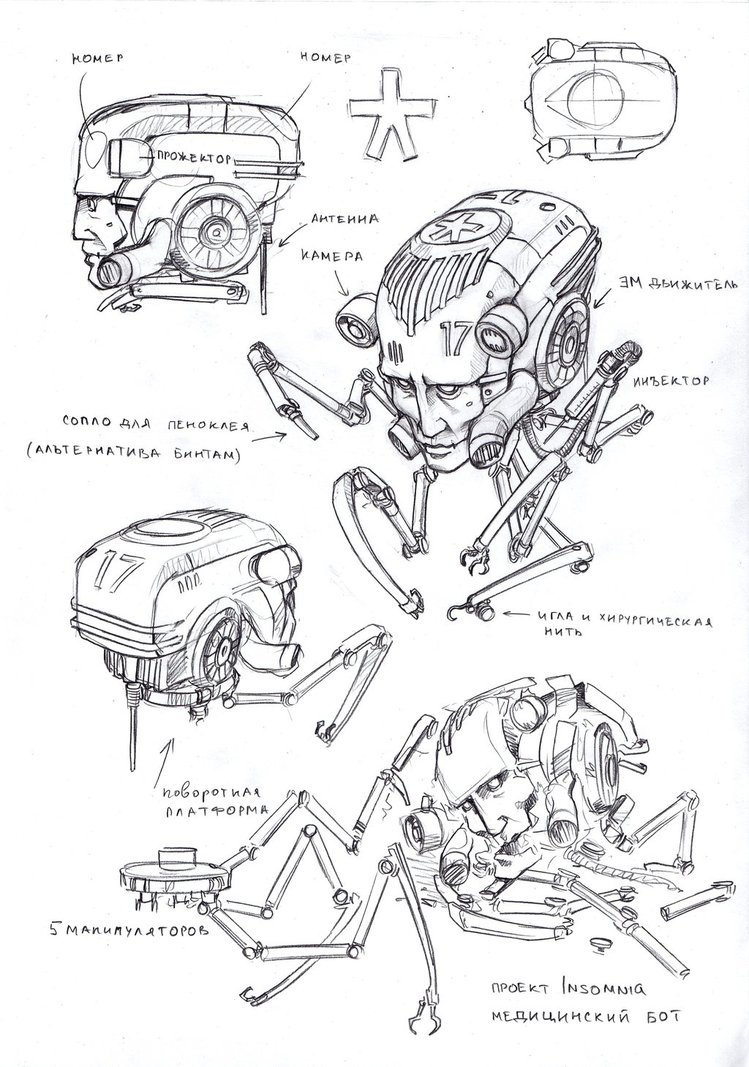 НОМЕР
НОМЕР
ПРОЖЕКТОР
АНТЕННА
КАМЕРА
ЭМ ДВИЖИТЕЛЬ
17
ИНЪЕКТОР
СОПЛО ДЛЯ ПЕНОКЛЕЯ
(АЛЬТЕРНАТИВА БИНТАМ)
17
ИГЛА И ХИРУРГИЧЕСКАЯ
НИТЬ
ПОВОРОТНАЯ
ПЛАТФОРМА
5 МАНИПУЛЯТОРОВ
ПРОЕКТ INSOMNIA
МЕДИЦИНСКИЙ БОТ